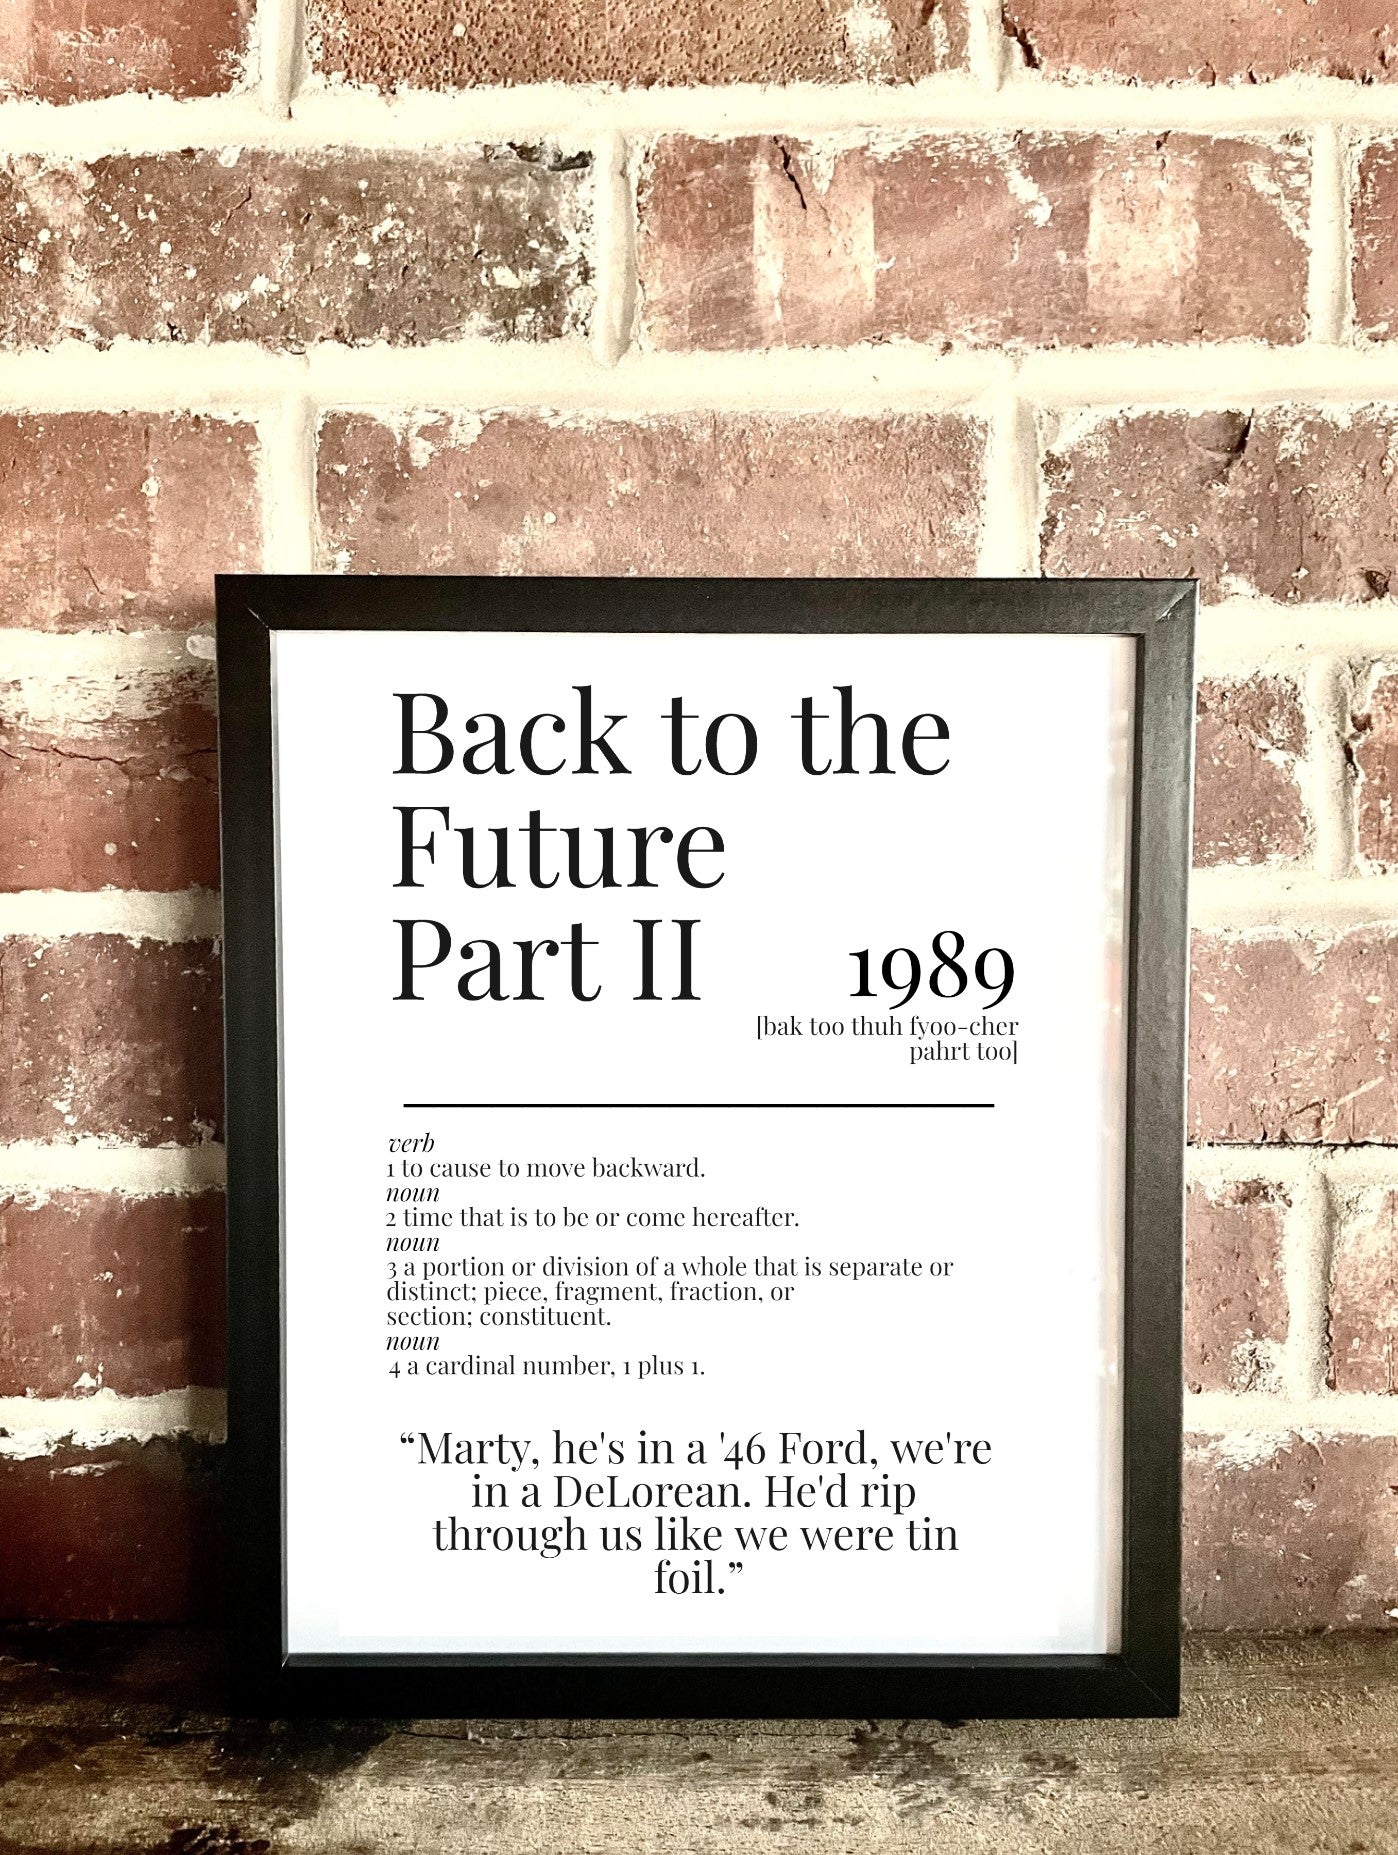 Back to the
Future
Part II
1989
[bak too thuh fyoo-cher
pahrt too]
verb
1 to cause to move backward.
noun
2 time that is to be or come hereafter.
noun
3 a portion or division of a whole that is separate or
distinct; piece, fragment, fraction, or
section; constituent.
noun
4 a cardinal number, 1 plus 1.
“Marty, he's in a '46 Ford, we're
in a DeLorean. He'd rip
through us like we were tin
foil.”